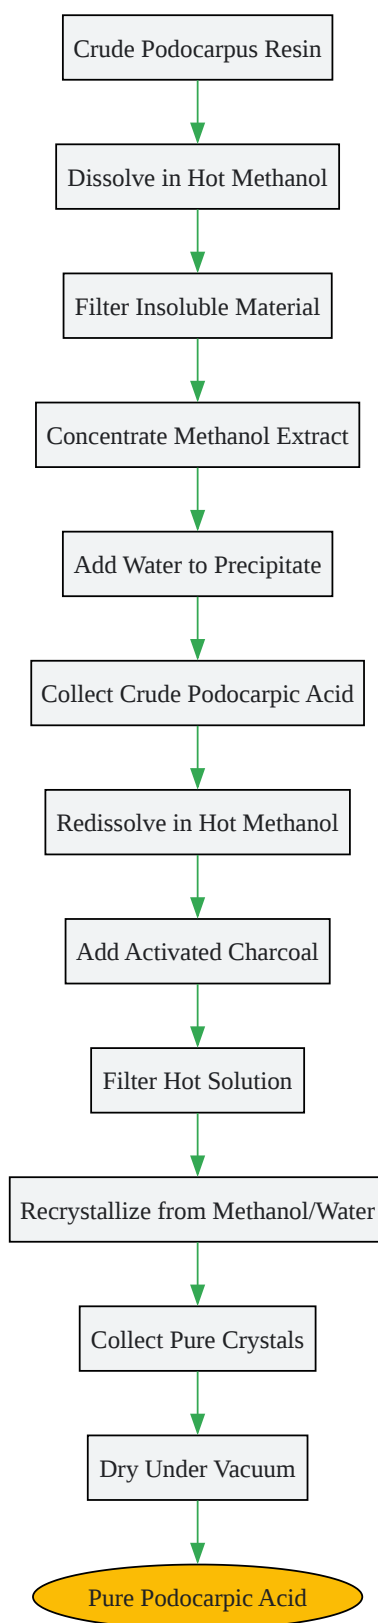 Crude Podocarpus Resin
Dissolve in Hot Methanol
Filter Insoluble Material
Concentrate Methanol Extract
Add Water to Precipitate
Collect Crude Podocarpic Acid
Redissolve in Hot Methanol
Add Activated Charcoal
Filter Hot Solution
Recrystallize from Methanol/Water
Collect Pure Crystals
Dry Under Vacuum
Pure Podocarpic Acid